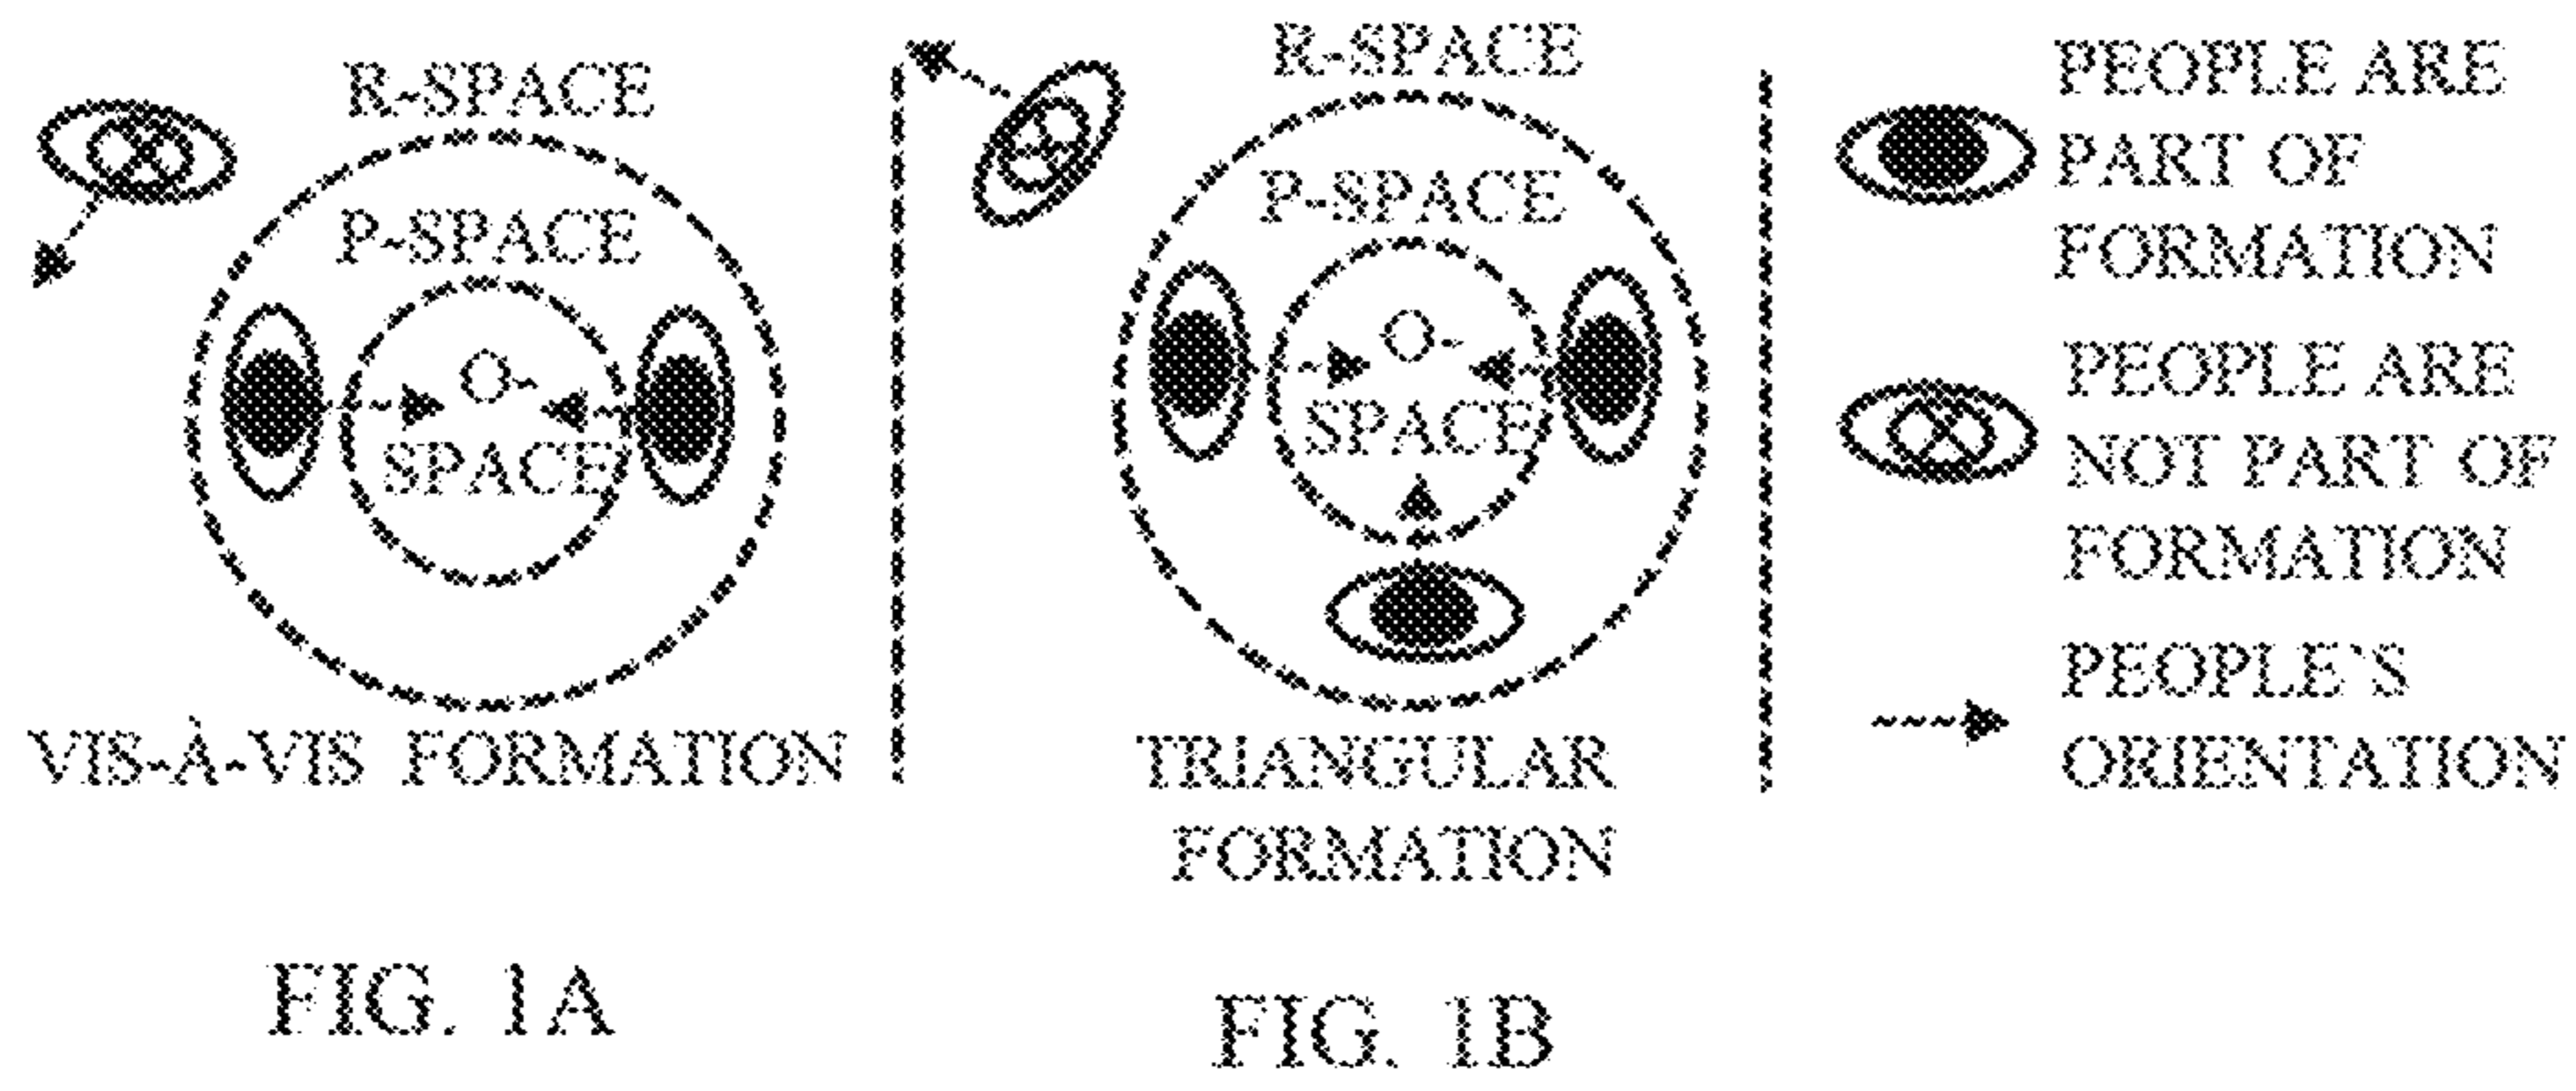 R-SPACE
P-SPACE
O-
SPACE
VIS-À-VIS FORMATION
FIG. 1A
R-SPACE
P-SPACE
O-
SPACE
TRIANGULAR
FORMATION
FIG. 1B
PEOPLE ARE
PART OF
FORMATION
PEOPLE ARE
NOT PART OF
FORMATION
PEOPLE`S
ORIENTATION